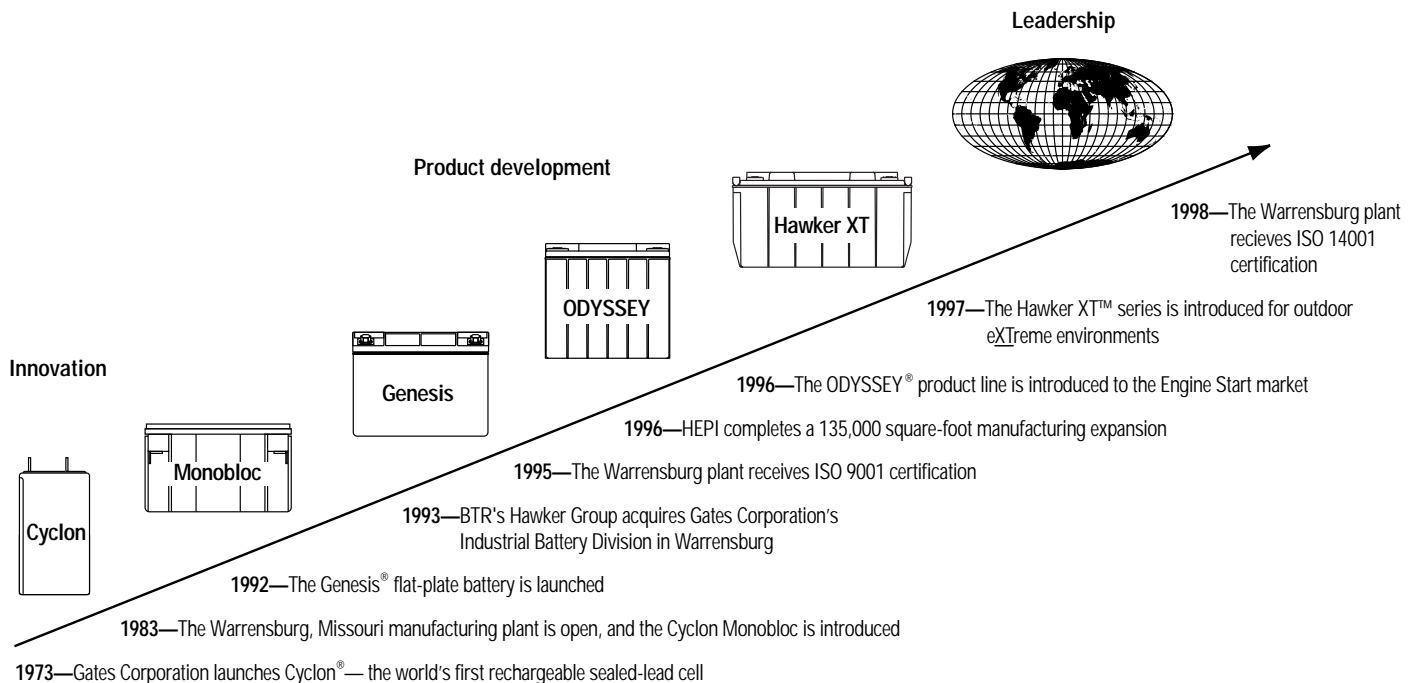 Leadership
Product development
Hawker XT
1998—The Warrensburg plant
recieves ISO 14001
certification
ODYSSEY
1997—The Hawker XT™ series is introduced for outdoor
eXTreme environments
Innovation
Genesis
1996—The ODYSSEY® product line is introduced to the Engine Start market
1996—HEPI completes a 135,000 square-foot manufacturing expansion
Monobloc
1995—The Warrensburg plant receives ISO 9001 certification
Cyclon
1993—BTR's Hawker Group acquires Gates Corporation’s
Industrial Battery Division in Warrensburg
1992—The Genesis® flat-plate battery is launched
1983—The Warrensburg, Missouri manufacturing plant is open, and the Cyclon Monobloc is introduced
1973—Gates Corporation launches Cyclon®— the world’s first rechargeable sealed-lead cell